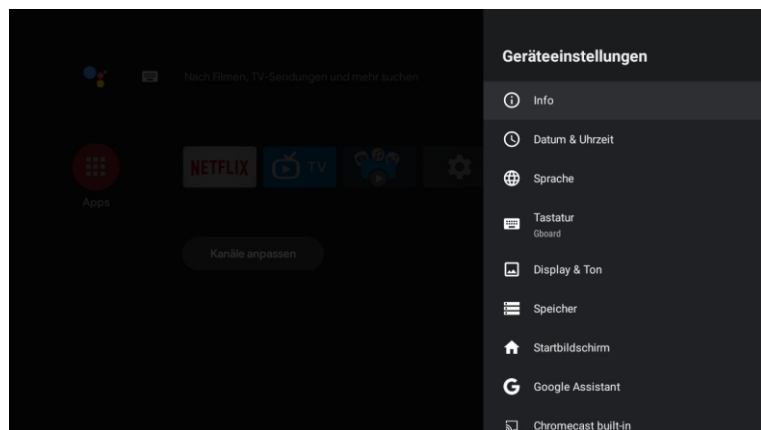 Geräteeinstellungen
Nach Filmen, TV-Sendungen und mehr suchen
Apps
NETFLIX
TV
Kanäle anpassen
Info
Datum & Uhrzeit
Sprache
Tastatur
Gboard
Display & Ton
Speicher
Startbildschirm
Google Assistant
Chromecast built-in